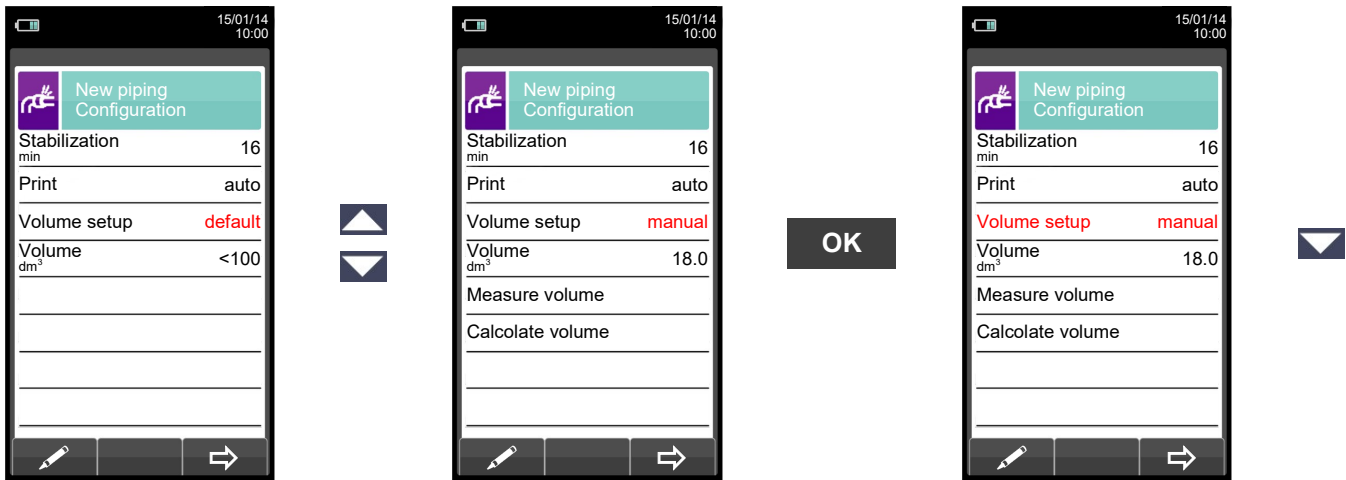 15/01/14
10:00
New piping
Configuration
Stabilization
min
16
Print auto
Volume setup default
Volume
dm³
<100
15/01/14
10:00
New piping
Configuration
Stabilization
min
16
Print auto
Volume setup manual
Volume
dm³
18.0
Measure volume
Calcolate volume
OK
15/01/14
10:00
New piping
Configuration
Stabilization
min
16
Print auto
Volume setup manual
Volume
dm³
18.0
Measure volume
Calcolate volume